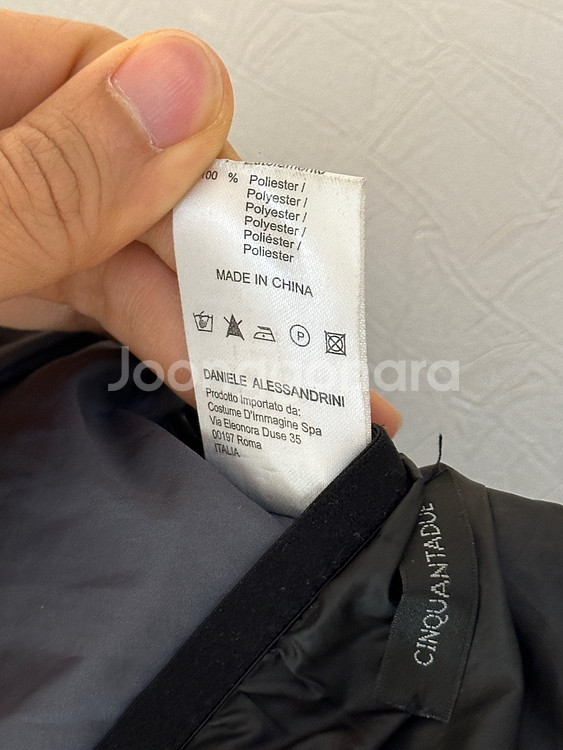 100 % Poliester /
Polyester /
Polyester /
Polyester /
Poliéster /
Poliester
MADE IN CHINA
P
DANIELE ALESSANDRINI
Prodotto Importato da:
Costume D'Immagine Spa
Via Eleonora Duse 35
00197 Roma
ITALIA
CINQUANTADUE